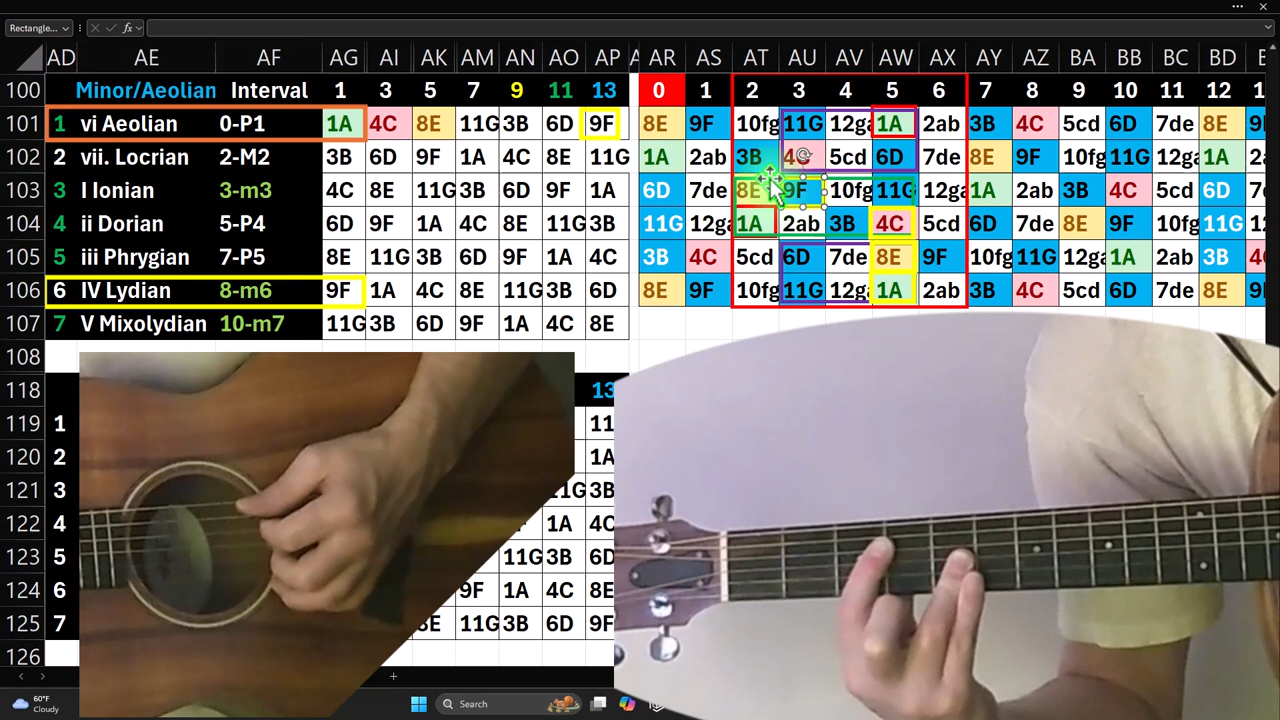 Rectangle...
fx
AD AE AF AG AI AK AM AN AO AP AR AS AT AU AV AW AX AY AZ BA BB BC BD
100 Minor/Aeolian Interval 1 3 5 7 9 11 13 0 1 2 3 4 5 6 7 8 9 10 11 12
101 1 vi Aeolian 0-P1 1A 4C 8E 11G 3B 6D 9F 8E 9F 10fg 11G 12ga 1A 2ab 3B 4C 5cd 6D 7de 8E
102 2 vii. Locrian 2-M2 3B 6D 9F 1A 4C 8E 11G 1A 2ab 3B 4C 5cd 6D 7de 8E 9F 10fg 11G 12ga 1A
103 3 I Ionian 3-m3 4C 8E 11G 3B 6D 9F 1A 6D 7de 8E 9F 10fg 11G 12ga 1A 2ab 3B 4C 5cd 6D
104 4 ii Dorian 5-P4 6D 9F 1A 4C 8E 11G 3B 11G 12ga 1A 2ab 3B 4C 5cd 6D 7de 8E 9F 10fg 11G
105 5 iii Phrygian 7-P5 8E 11G 3B 6D 9F 1A 4C 3B 4C 5cd 6D 7de 8E 9F 10fg 11G 12ga 1A 2ab 3B
106 6 IV Lydian 8-m6 9F 1A 4C 8E 11G 3B 6D 8E 9F 10fg 11G 12ga 1A 2ab 3B 4C 5cd 6D 7de 8E
107 7 V Mixolydian 10-m7 11G 3B 6D 9F 1A 4C 8E
108
118 13
119 1 11
120 2 1A
121 3 11G 3B
122 4 1A 4C
123 5 11G 3B 6D
124 6 9F 1A 4C 8E
125 7 11G 3B 6D 9F
126
60°F
Cloudy
Search